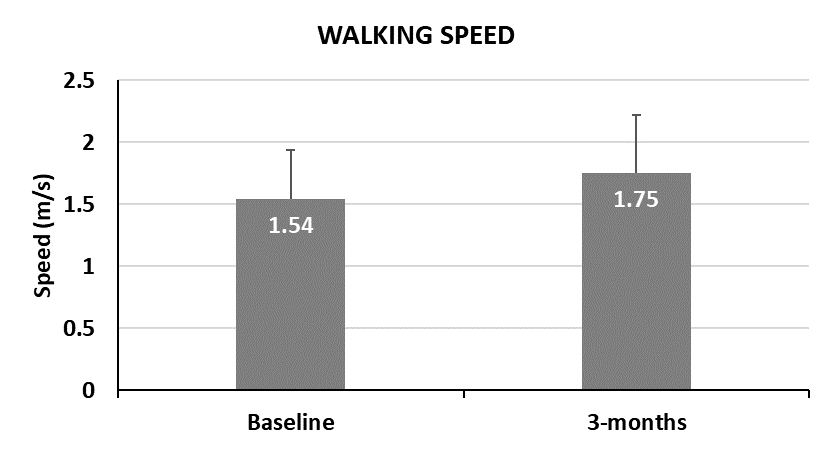 WALKING SPEED
2.5
2
1.5
1
0.5
0
Speed (m/s)
1.54
1.75
Baseline
3-months